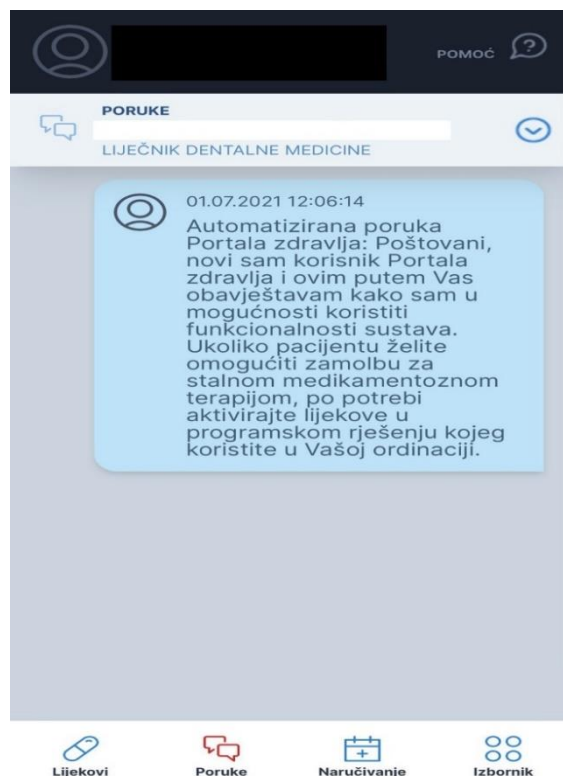 POMOĆ
PORUKE
LIJEČNIK DENTALNE MEDICINE
01.07.2021 12:06:14
Automatizirana poruka
Portala zdravlja: Poštovani,
novi sam korisnik Portala
zdravlja i ovim putem Vas
obavještavam kako sam u
mogućnosti koristiti
funkcionalnosti sustava.
Ukoliko pacijentu želite
omogućiti zamolbu za
stalnom medikamentoznom
terapijom, po potrebi
aktivirajte lijekove u
programskom rješenju kojeg
koristite u Vašoj ordinaciji.
Lijekovi Poruke Naručivanje Izbornik